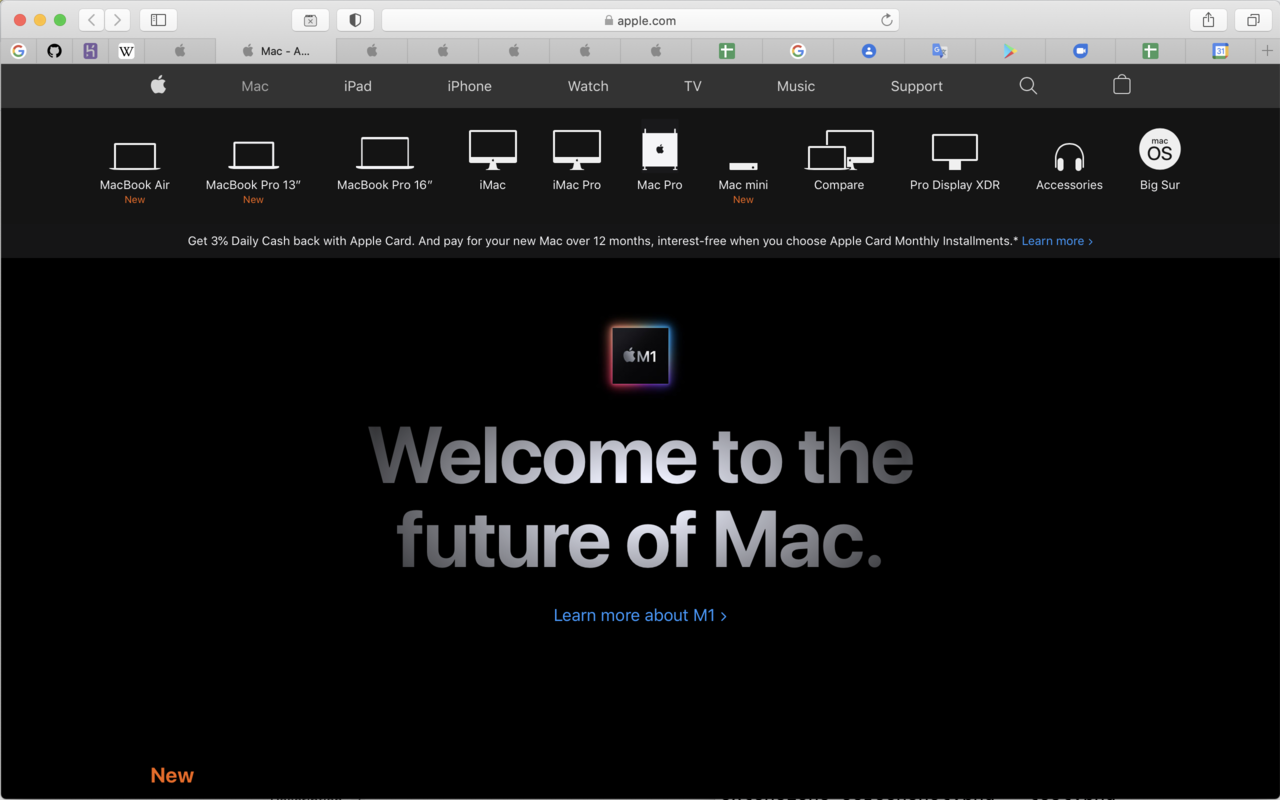 apple.com
W
Mac - A...
31
Mac iPad iPhone Watch TV Music Support
MacBook Air MacBook Pro 13” MacBook Pro 16” iMac iMac Pro Mac Pro Mac mini Compare Pro Display XDR Accessories mac OS Big Sur
New New New
Get 3% Daily Cash back with Apple Card. And pay for your new Mac over 12 months, interest-free when you choose Apple Card Monthly Installments.* Learn more >
M1
Welcome to the
future of Mac.
Learn more about M1 >
New